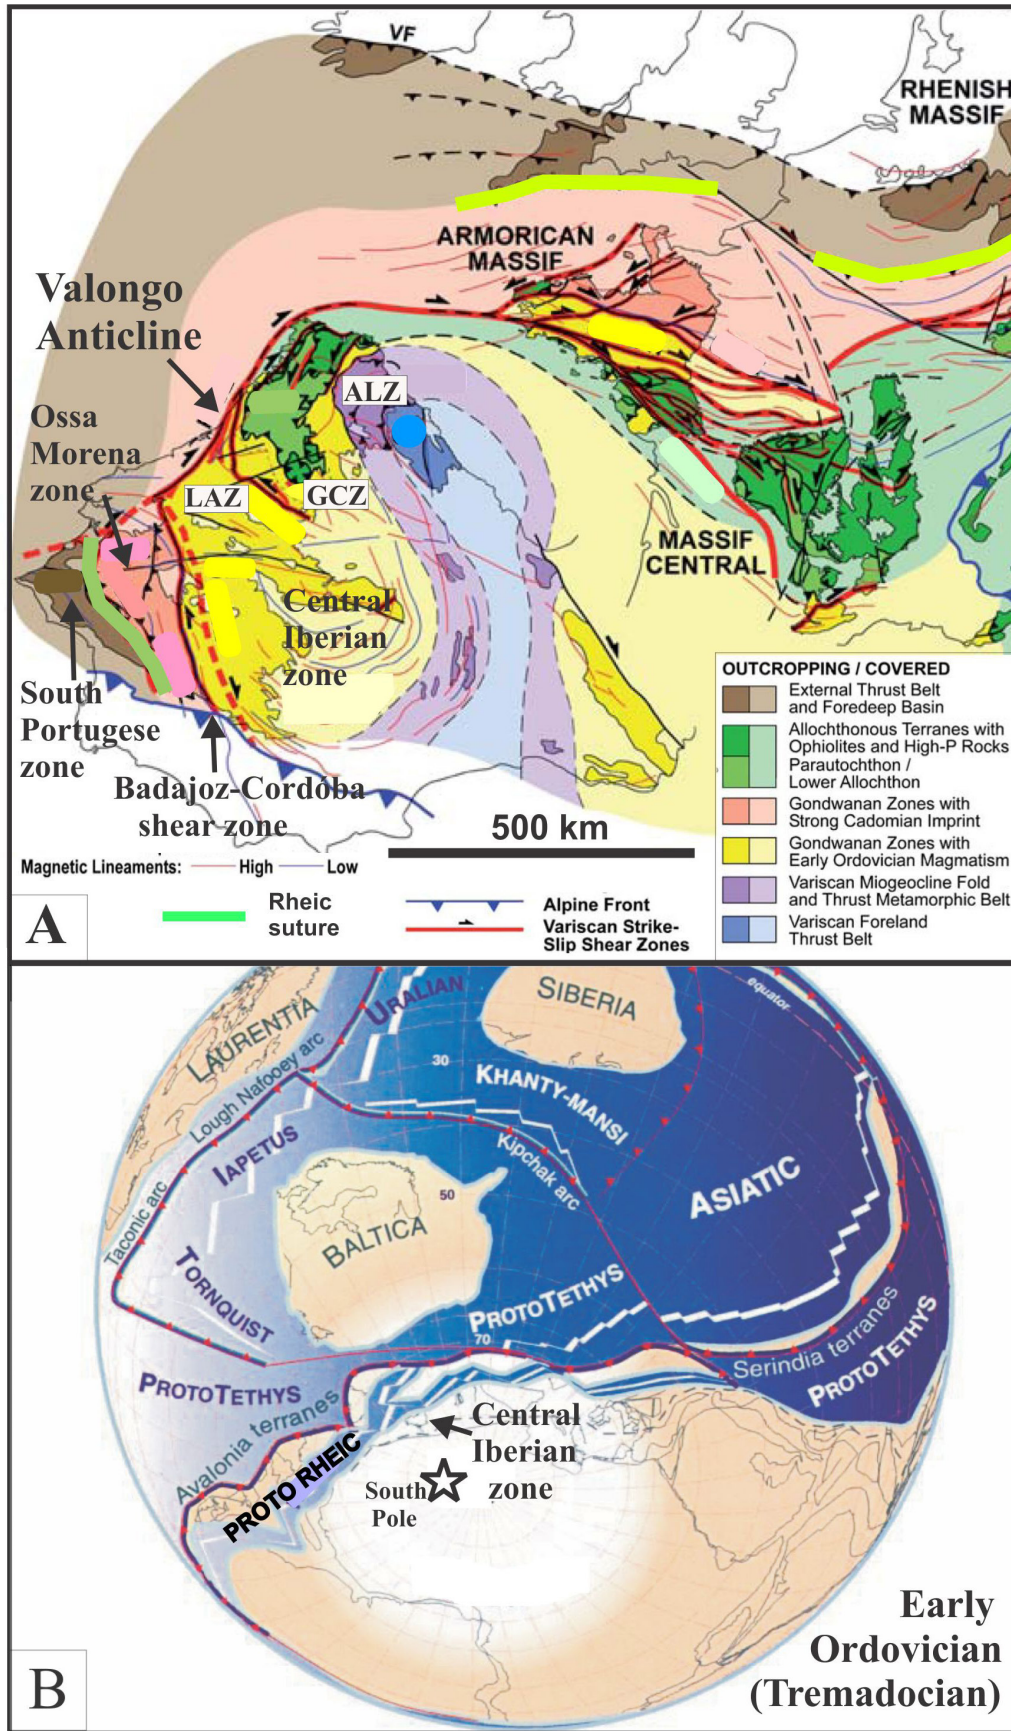 VF
RHENISH
MASSIF
ARMORICAN
MASSIF
Valongo
Anticline
Ossa
Morena
zone
ALZ
LAZ
GCZ
MASSIF
CENTRAL
Central
Iberian
zone
South
Portugese
zone
Badajoz-Cordóba
shear zone
500 km
OUTCROPPING / COVERED
External Thrust Belt
and Foredeep Basin
Allochthonous Terranes with
Ophiolites and High-P Rocks
Parautochthon /
Lower Allochthon
Gondwanan Zones with
Strong Cadomian Imprint
Gondwanan Zones with
Early Ordovician Magmatism
Variscan Miogeocline Fold
and Thrust Metamorphic Belt
Variscan Foreland
Thrust Belt
Magnetic Lineaments: High Low
Rheic
suture
Alpine Front
Variscan Strike-
Slip Shear Zones
A
LAURENTIA
URALIAN
SIBERIA
equator
Lough Nafooey arc
30
KHANTY-MANSI
IAPETUS
Kipchak arc
Taconic arc
50
ASIATIC
BALTICA
TORNQUIST
PROTOTETHYS
70
Serindia terranes
PROTOTETHYS
PROTOTETHYS
Avalonia terranes
Central
Iberian
zone
PROTO RHEIC
South
Pole
Early
Ordovician
(Tremadocian)
B